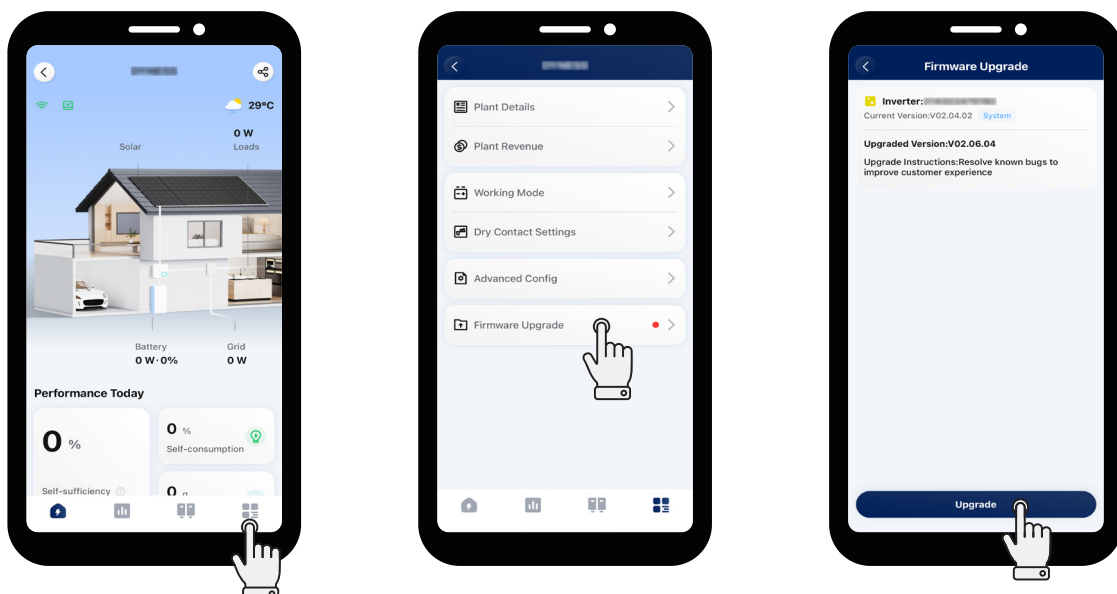 29°C
0 W
Solar
Loads
Battery
Grid
0 W·0%
0 W
Performance Today
0 %
0 %
Self-consumption
Self-sufficiency
0
Plant Details
Plant Revenue
Working Mode
Dry Contact Settings
Advanced Config
Firmware Upgrade
Firmware Upgrade
Inverter:
Current Version:V02.04.02 System
Upgraded Version:V02.06.04
Upgrade Instructions:Resolve known bugs to
improve customer experience
Upgrade